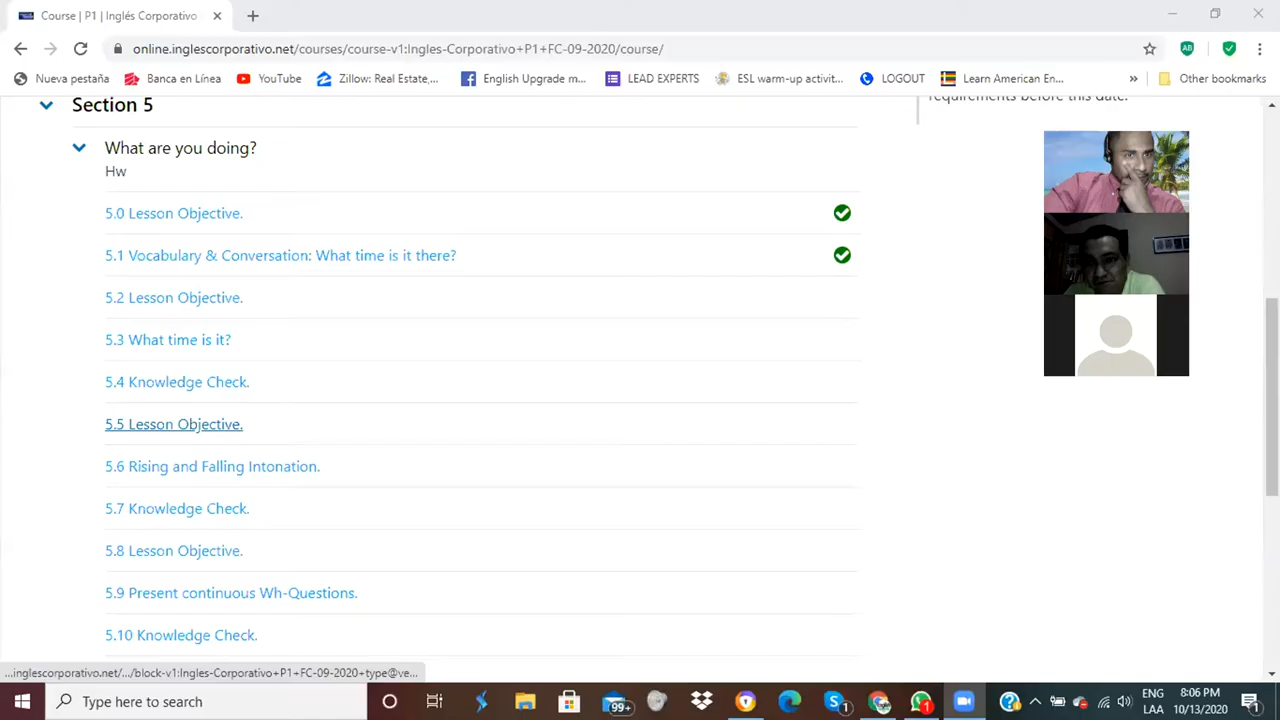 Course | P1 | Inglés Corporativo
online.inglescorporativo.net/courses/course-v1:Ingles-Corporativo+P1+FC-09-2020/course/
Nueva pestaña
Banca en Línea
YouTube
Zillow: Real Estate,...
English Upgrade m...
LEAD EXPERTS
ESL warm-up activit...
LOGOUT
Learn American En...
»
Other bookmarks
requirements before this date.
Section 5
What are you doing?
Hw
5.0 Lesson Objective.
5.1 Vocabulary & Conversation: What time is it there?
5.2 Lesson Objective.
5.3 What time is it?
5.4 Knowledge Check.
5.5 Lesson Objective.
5.6 Rising and Falling Intonation.
5.7 Knowledge Check.
5.8 Lesson Objective.
5.9 Present continuous Wh-Questions.
5.10 Knowledge Check.
...inglescorporativo.net/.../block-v1:Ingles-Corporativo+P1+FC-09-2020+type@ve...
Type here to search
99+
1
1
ENG
LAA
8:06 PM
10/13/2020
1